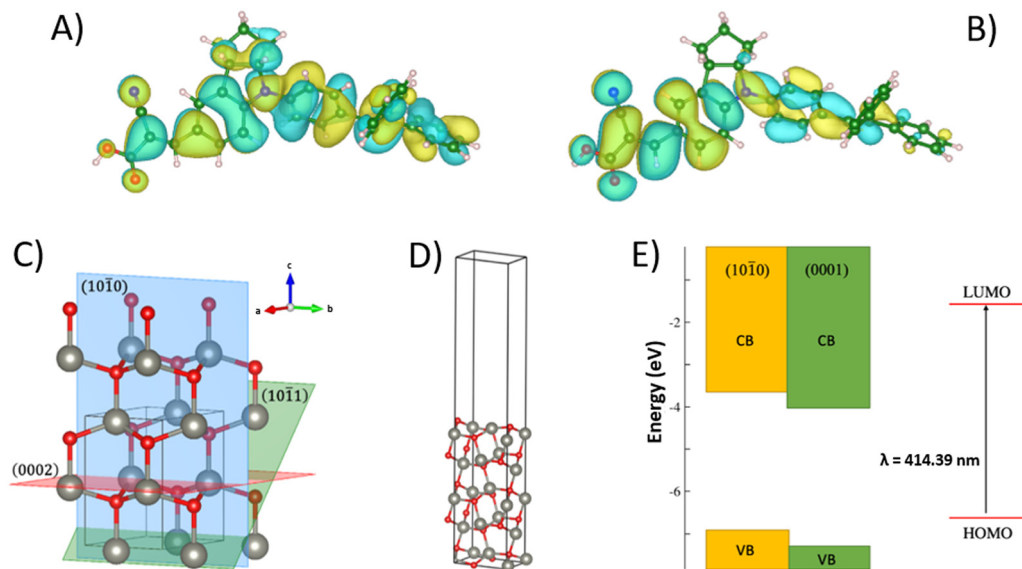 A)
B)
C)
(101̄0)
c
a
b
(101̄1)
(0002)
D)
E)
(101̄0)
(0001)
CB
CB
VB
VB
Energy (eV)
-2
-4
-6
LUMO
λ = 414.39 nm
HOMO